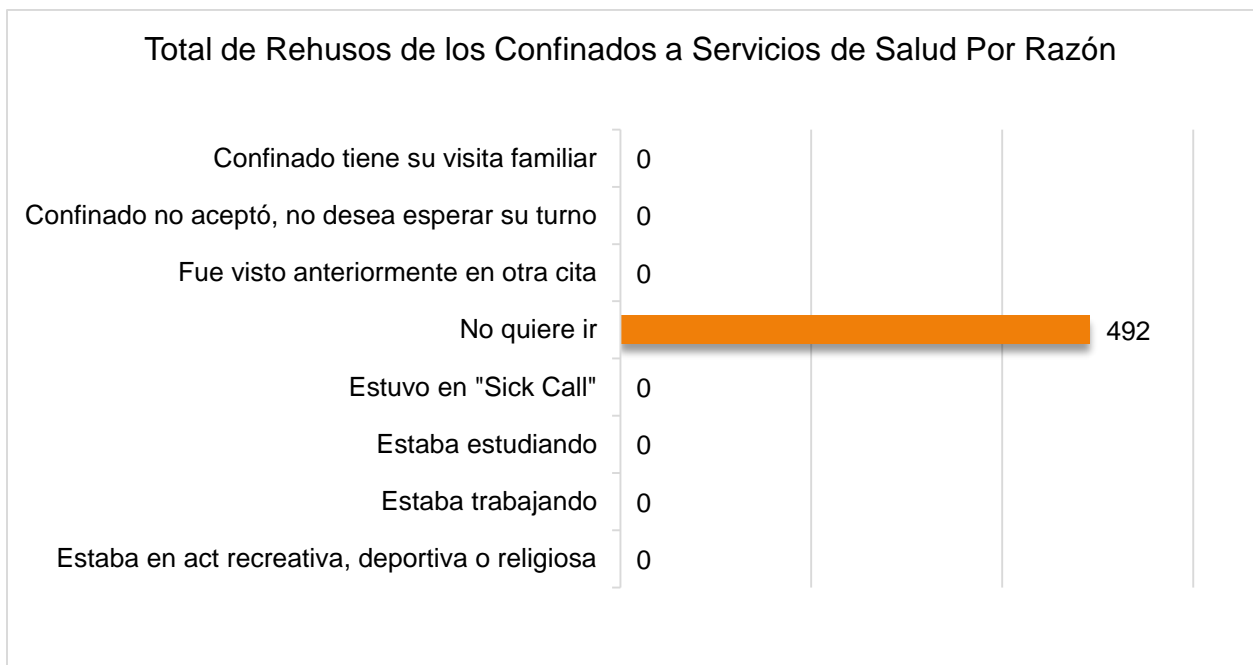 Total de Rehusos de los Confinados a Servicios de Salud Por Razón
Confinado tiene su visita familiar 0
Confinado no aceptó, no desea esperar su turno 0
Fue visto anteriormente en otra cita 0
No quiere ir 492
Estuvo en "Sick Call" 0
Estaba estudiando 0
Estaba trabajando 0
Estaba en act recreativa, deportiva o religiosa 0